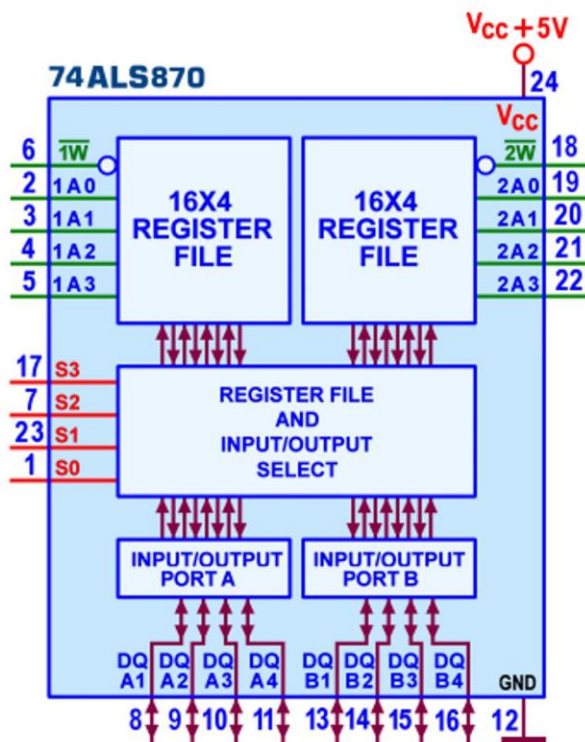 VCC + 5V
74ALS870
24
VCC
6 1W
2 1A0
3 1A1
4 1A2
5 1A3
16X4
REGISTER
FILE
16X4
REGISTER
FILE
2W 18
2A0 19
2A1 20
2A2 21
2A3 22
17 S3
7 S2
23 S1
1 S0
REGISTER FILE
AND
INPUT/OUTPUT
SELECT
INPUT/OUTPUT
PORT A
INPUT/OUTPUT
PORT B
DQ DQ DQ DQ DQ DQ DQ DQ
A1 A2 A3 A4 B1 B2 B3 B4
GND
8 9 10 11 13 14 15 16 12